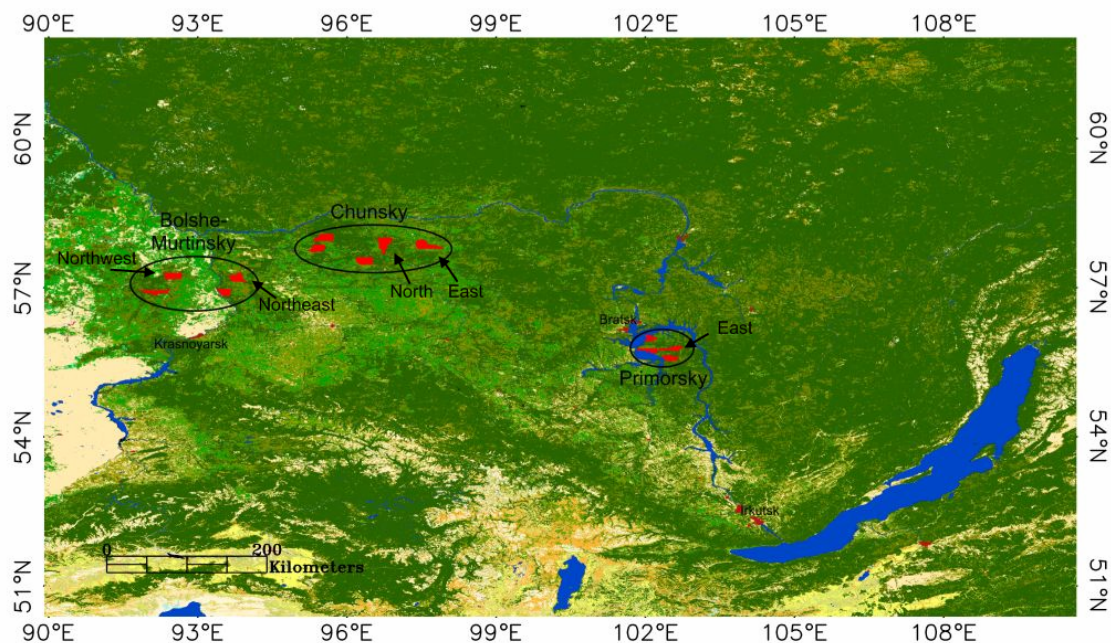 90°E 93°E 96°E 99°E 102°E 105°E 108°E
60°N
60°N
Chunsky
Bolshe-
Murtinsky
Northwest
57°N
North
East
Northeast
57°N
Bratsk
East
Krasnoyarsk
Primorsky
54°N
54°N
Irkutsk
0 200
Kilometers
51°N
51°N
90°E 93°E 96°E 99°E 102°E 105°E 108°E